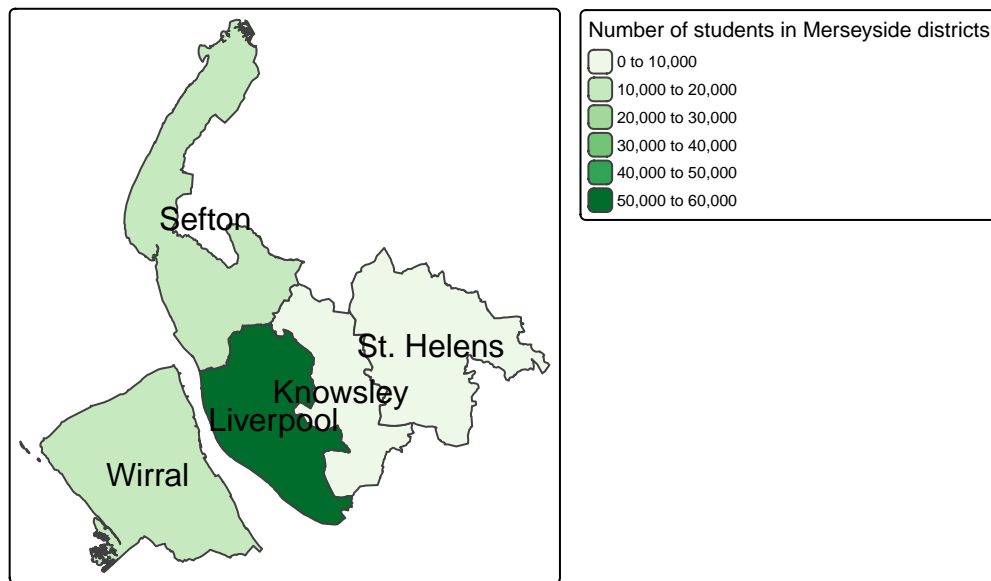 Number of students in Merseyside districts
0 to 10,000
10,000 to 20,000
20,000 to 30,000
30,000 to 40,000
40,000 to 50,000
50,000 to 60,000
Sefton
St. Helens
Knowsley
Liverpool
Wirral